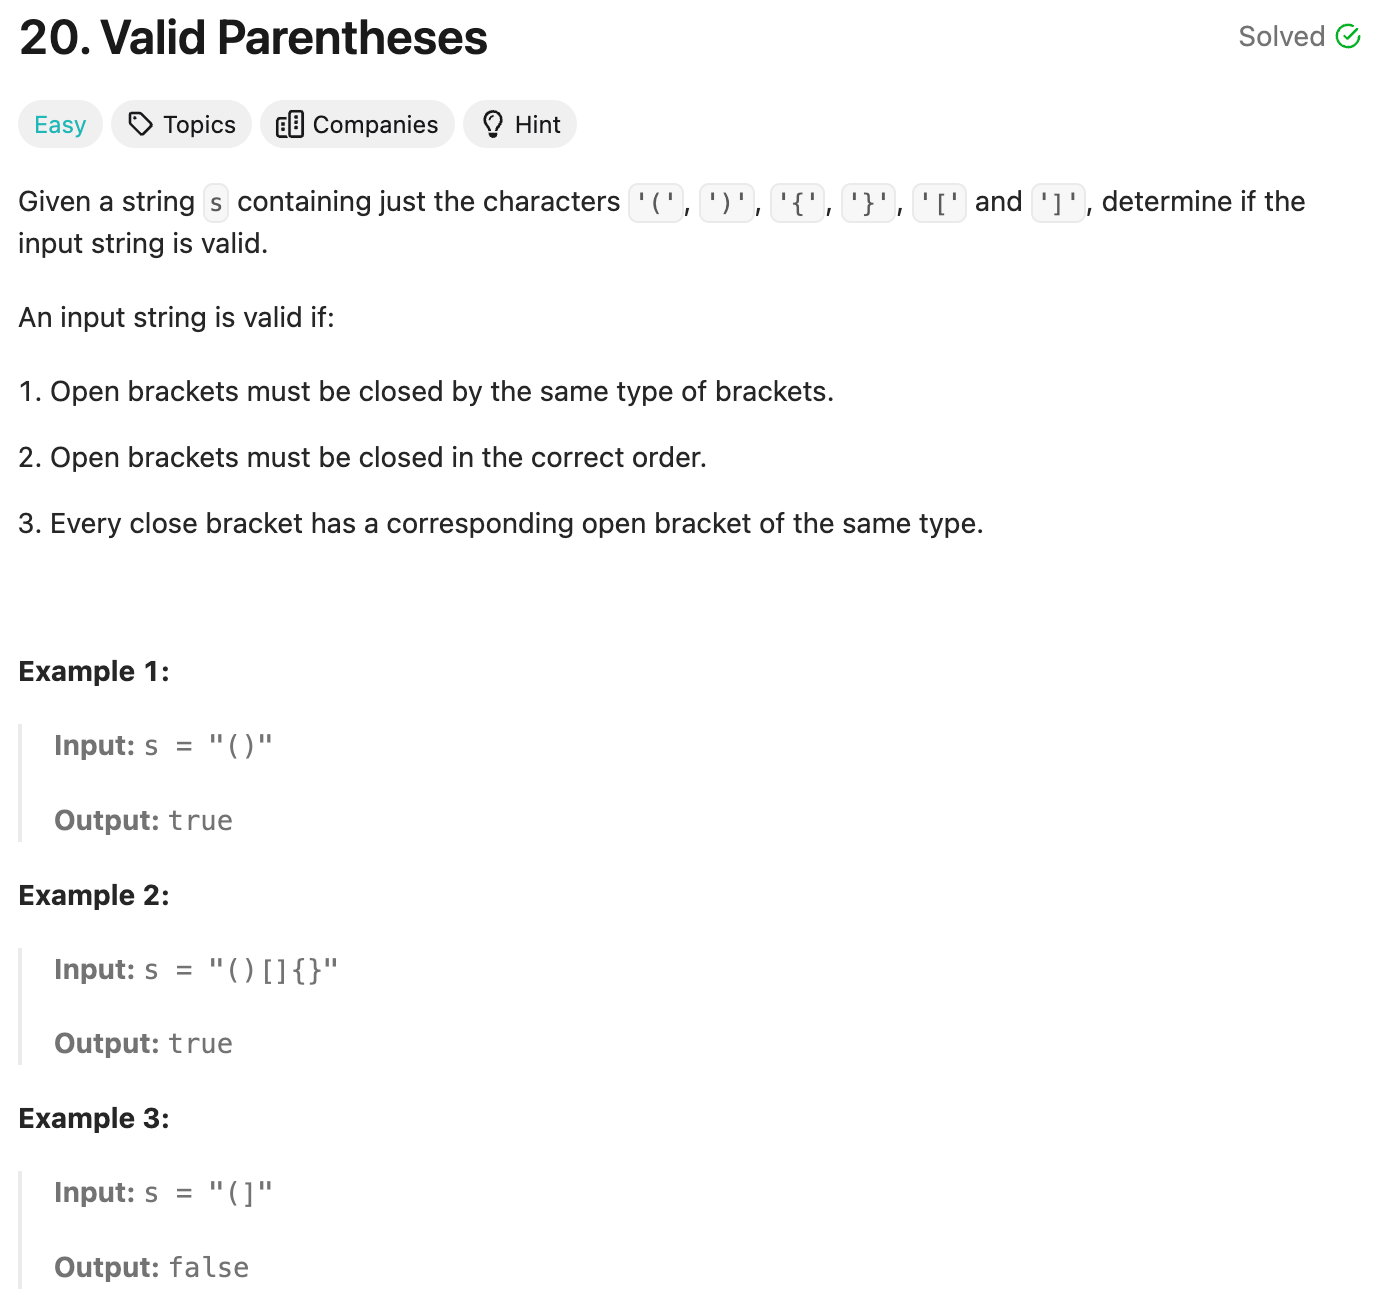 20. Valid Parentheses
Solved
Easy
Topics
Companies
Hint
Given a string s containing just the characters '(', ')', '{', '}', '[' and ']', determine if the
input string is valid.
An input string is valid if:
1. Open brackets must be closed by the same type of brackets.
2. Open brackets must be closed in the correct order.
3. Every close bracket has a corresponding open bracket of the same type.
Example 1:
Input: s = "()"
Output: true
Example 2:
Input: s = "()[]{}"
Output: true
Example 3:
Input: s = "(]"
Output: false